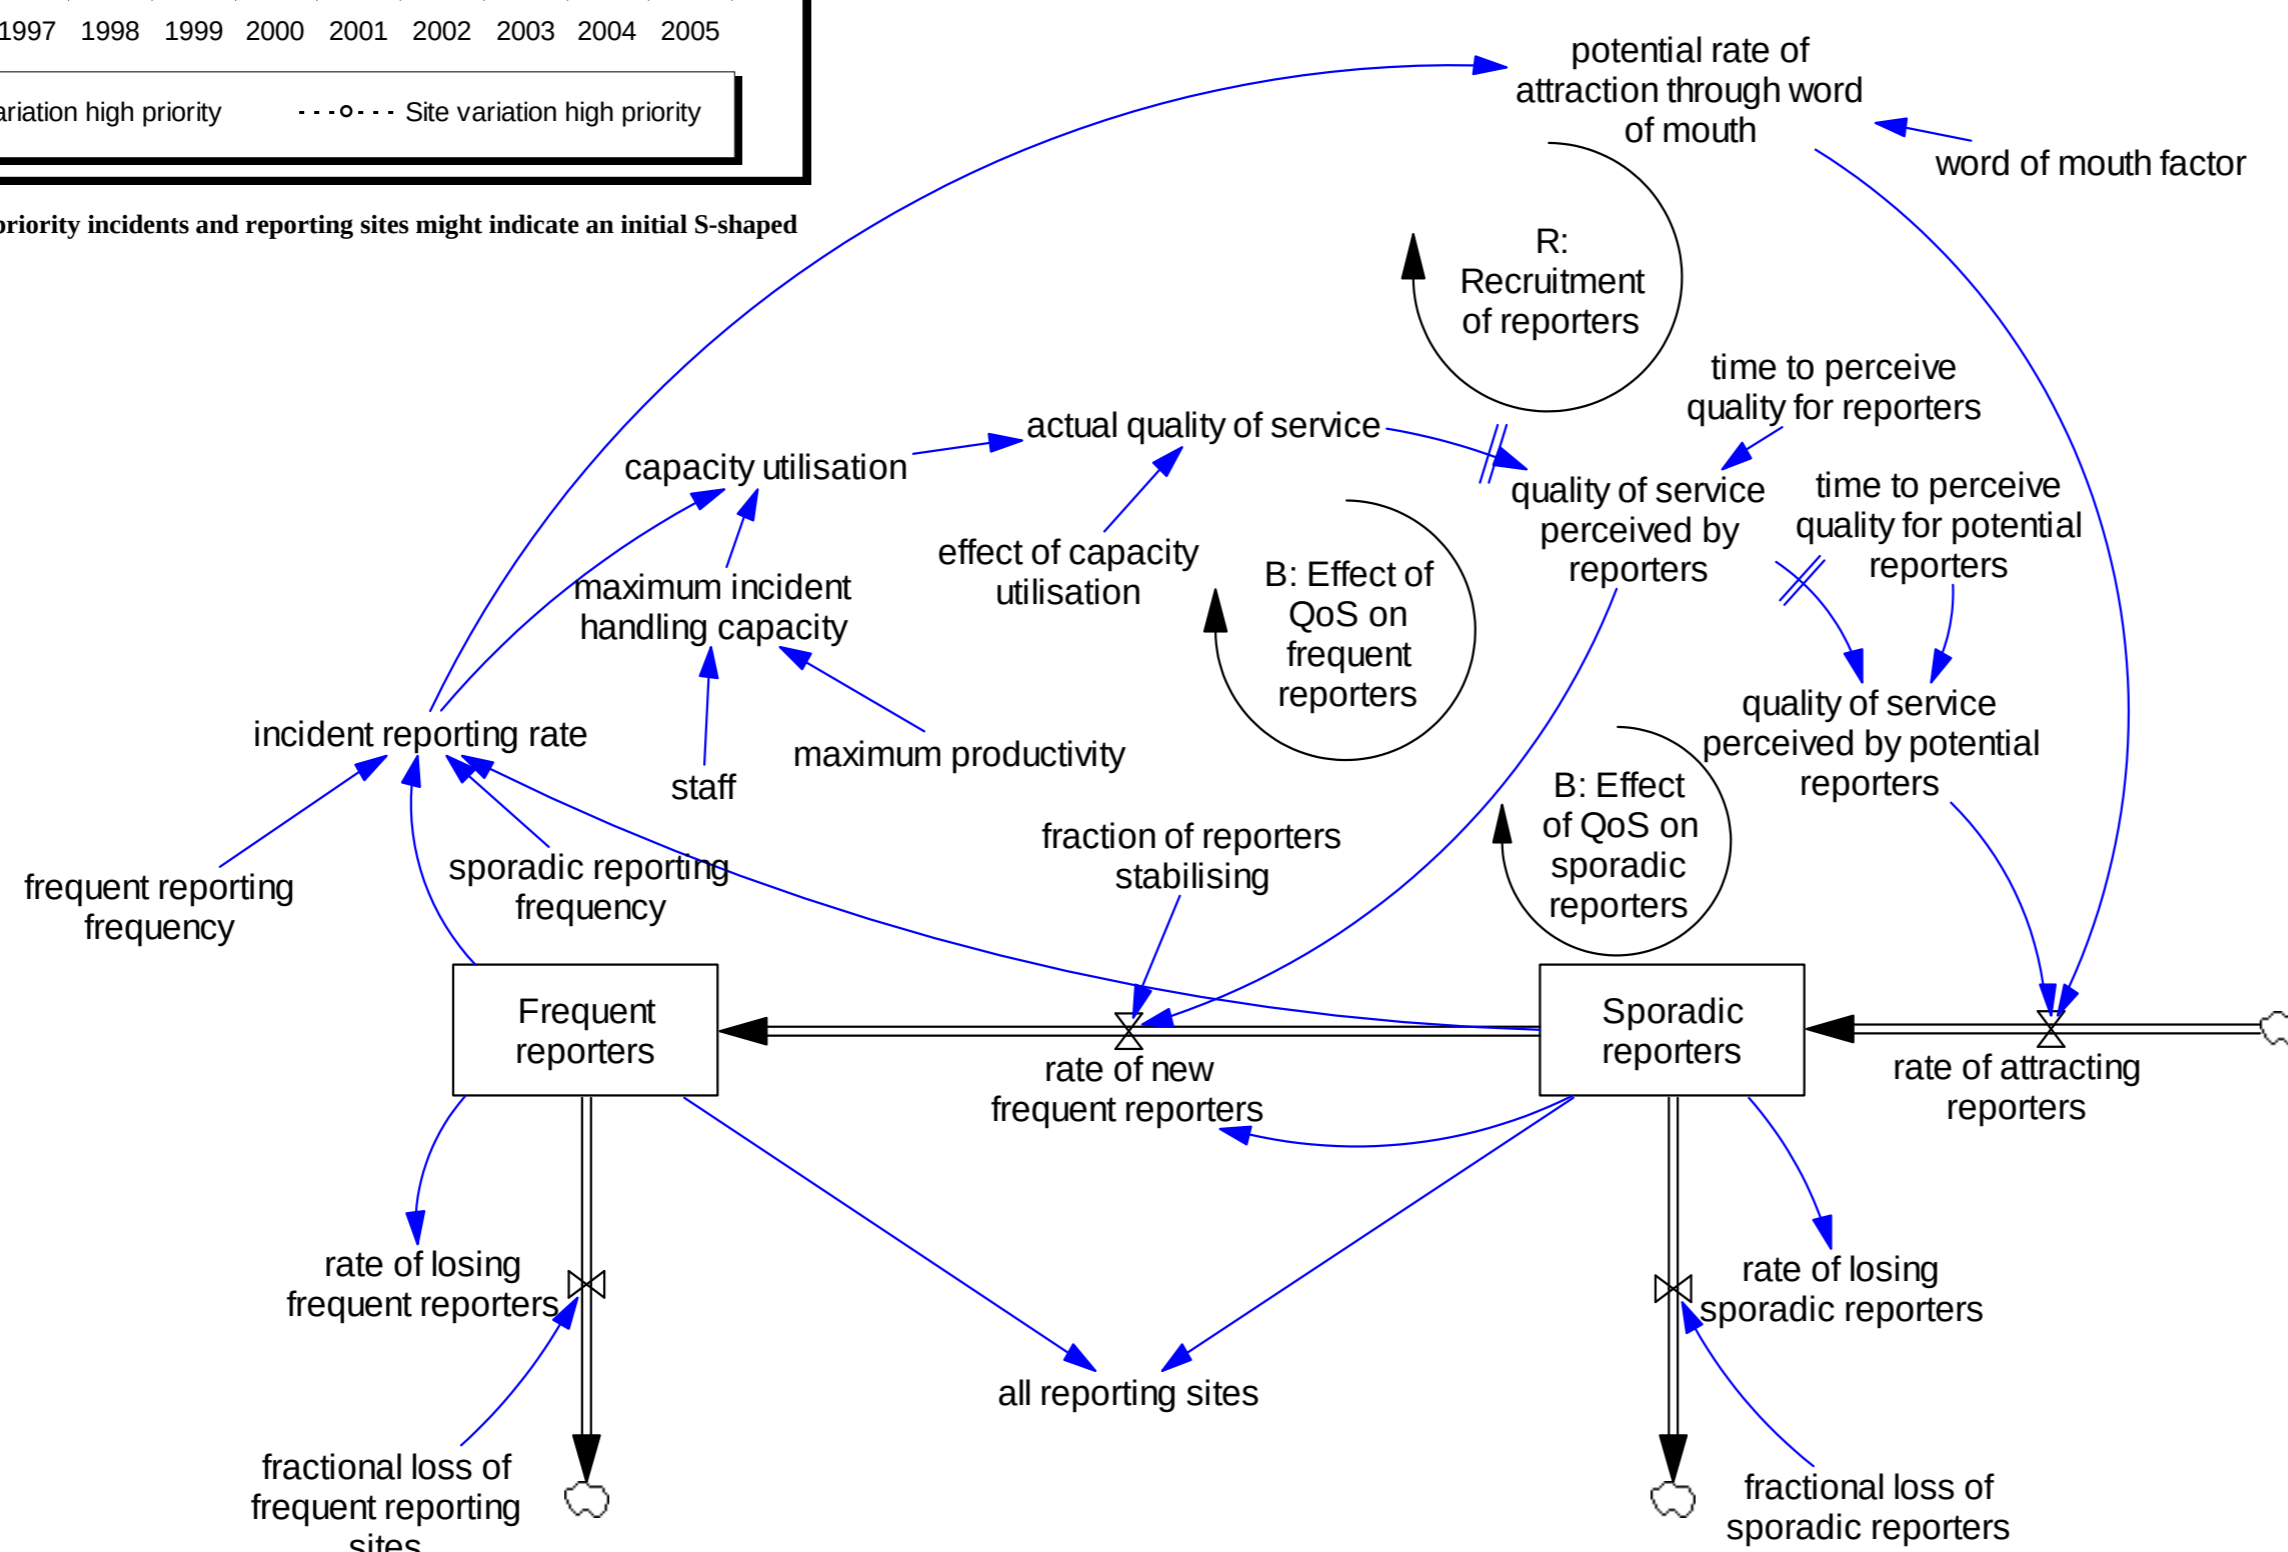 1997 1998 1999 2000 2001 2002 2003 2004 2005
variation high priority Site variation high priority
priority incidents and reporting sites might indicate an initial S-shaped
potential rate of
attraction through word
of mouth
word of mouth factor
R:
Recruitment
of reporters
time to perceive
quality for reporters
actual quality of service
capacity utilisation
quality of service
perceived by
reporters
time to perceive
quality for potential
reporters
effect of capacity
utilisation
B: Effect of
QoS on
frequent
reporters
maximum incident
handling capacity
incident reporting rate
maximum productivity
staff
quality of service
perceived by potential
reporters
B: Effect
of QoS on
sporadic
reporters
fraction of reporters
stabilising
frequent reporting
frequency
sporadic reporting
frequency
Frequent
reporters
Sporadic
reporters
rate of new
frequent reporters
rate of attracting
reporters
rate of losing
frequent reporters
rate of losing
sporadic reporters
all reporting sites
fractional loss of
frequent reporting
sites
fractional loss of
sporadic reporters